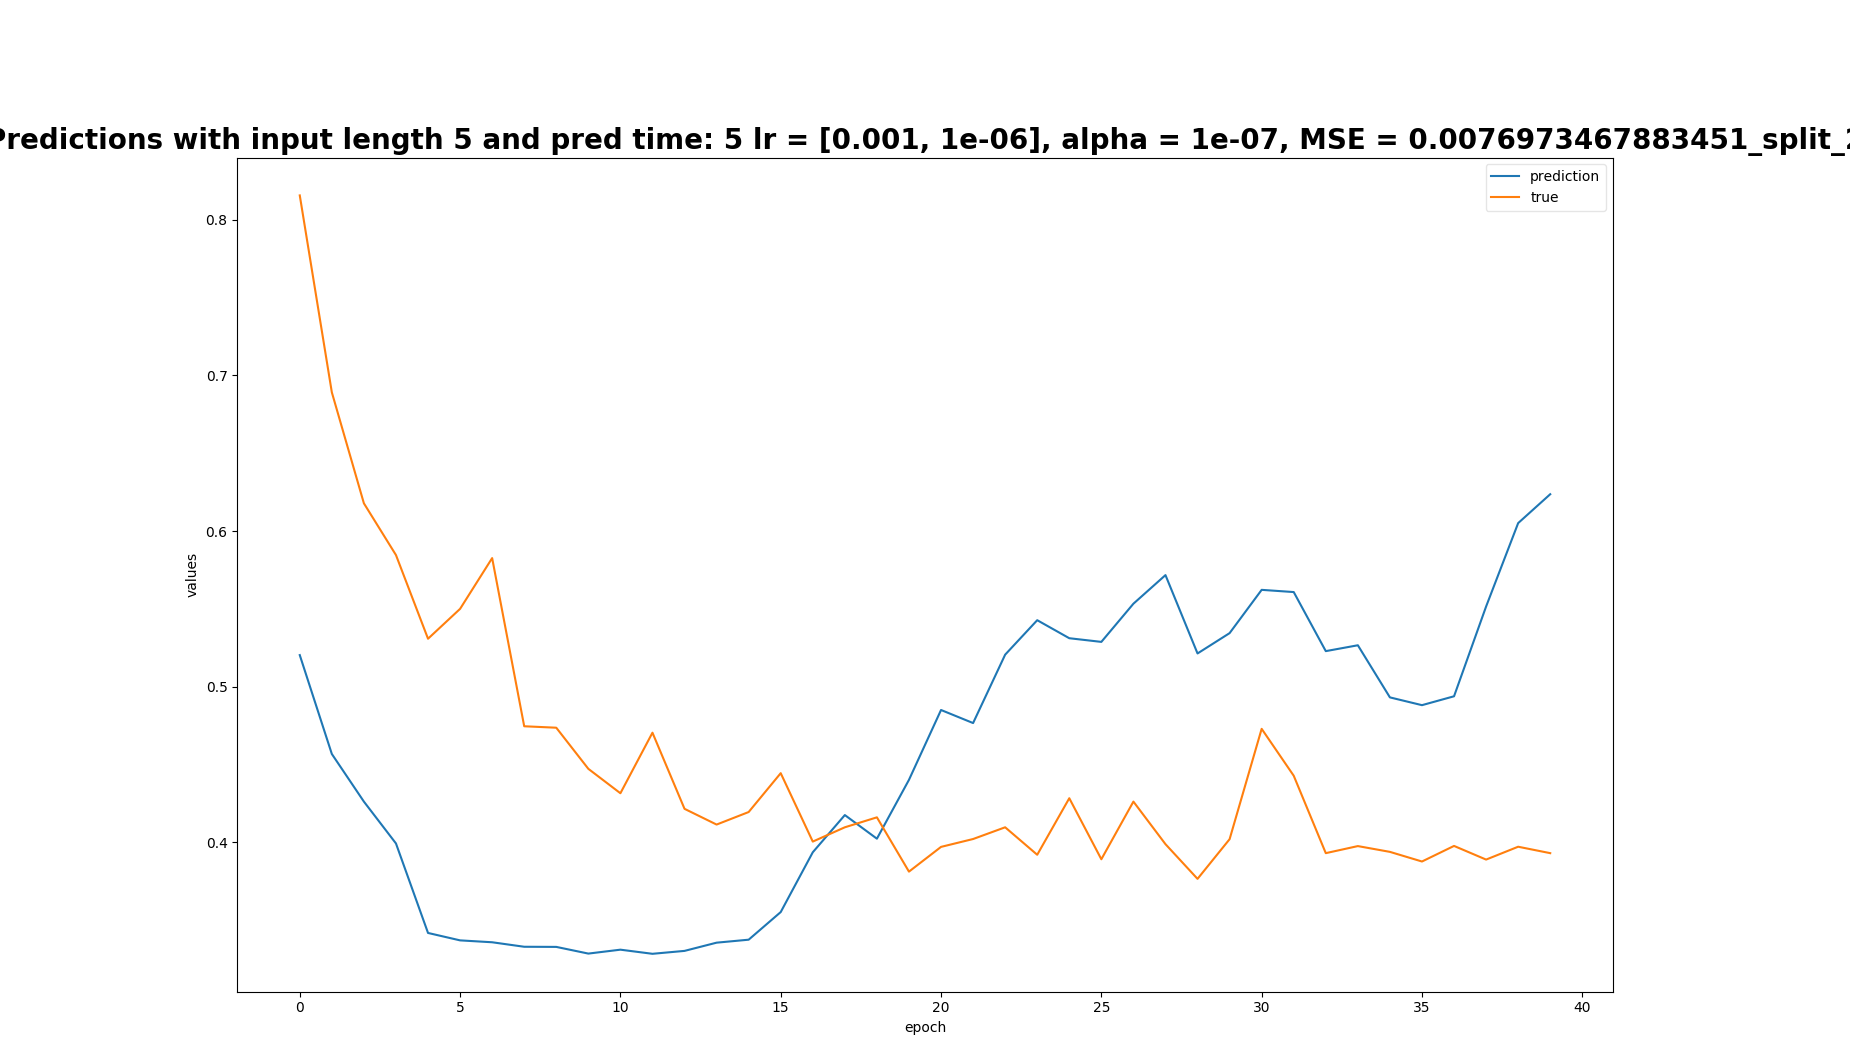 Predictions with input length 5 and pred time: 5 lr = [0.001, 1e-06], alpha = 1e-07, MSE = 0.0076973467883451_split_2
prediction
true
0.8
0.7
0.6
0.5
0.4
values
0 5 10 15 20 25 30 35 40
epoch